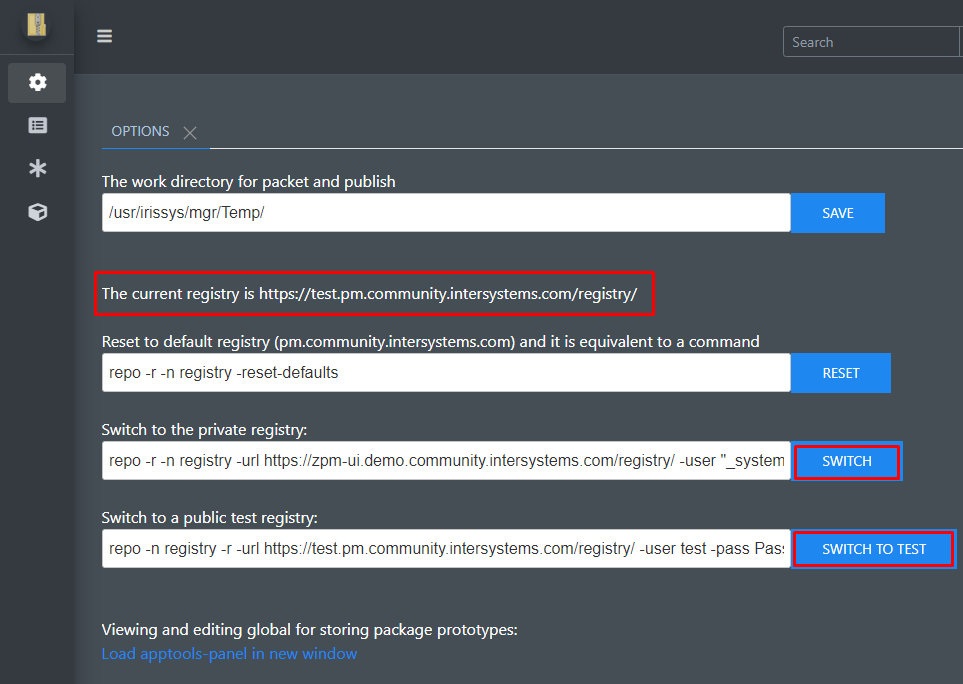 Search
OPTIONS
The work directory for packet and publish
/usr/irissys/mgr/Temp/
SAVE
The current registry is https://test.pm.community.intersystems.com/registry/
Reset to default registry (pm.community.intersystems.com) and it is equivalent to a command
repo -r -n registry -reset-defaults
RESET
Switch to the private registry:
repo -r -n registry -url https://zpm-ui.demo.community.intersystems.com/registry/ -user "_system
SWITCH
Switch to a public test registry:
repo -n registry -r -url https://test.pm.community.intersystems.com/registry/ -user test -pass Pas
SWITCH TO TEST
Viewing and editing global for storing package prototypes:
Load apptools-panel in new window